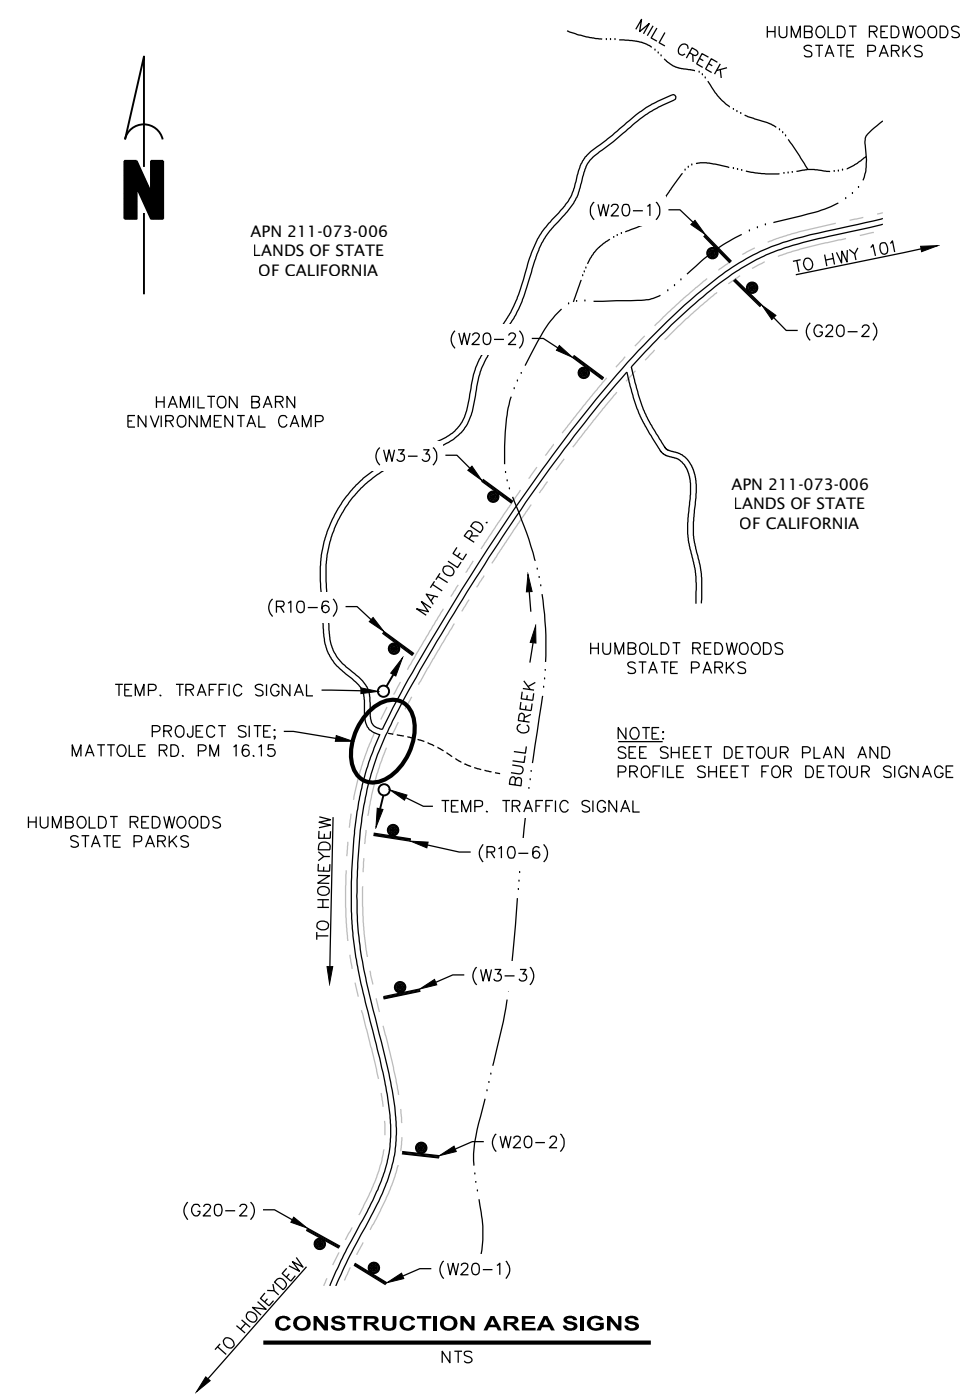 MILL CREEK
HUMBOLDT REDWOODS
STATE PARKS
N
APN 211-073-006
LANDS OF STATE
OF CALIFORNIA
(W20-1)
TO HWY 101
(G20-2)
(W20-2)
HAMILTON BARN
ENVIRONMENTAL CAMP
(W3-3)
APN 211-073-006
LANDS OF STATE
OF CALIFORNIA
MATTOLE RD.
(R10-6)
HUMBOLDT REDWOODS
STATE PARKS
TEMP. TRAFFIC SIGNAL
BULL CREEK
PROJECT SITE;
MATTOLE RD. PM 16.15
NOTE:
SEE SHEET DETOUR PLAN AND
PROFILE SHEET FOR DETOUR SIGNAGE
TEMP. TRAFFIC SIGNAL
HUMBOLDT REDWOODS
STATE PARKS
TO HONEYDEW
(R10-6)
(W3-3)
(W20-2)
(G20-2)
(W20-1)
TO HONEYDEW
CONSTRUCTION AREA SIGNS
NTS